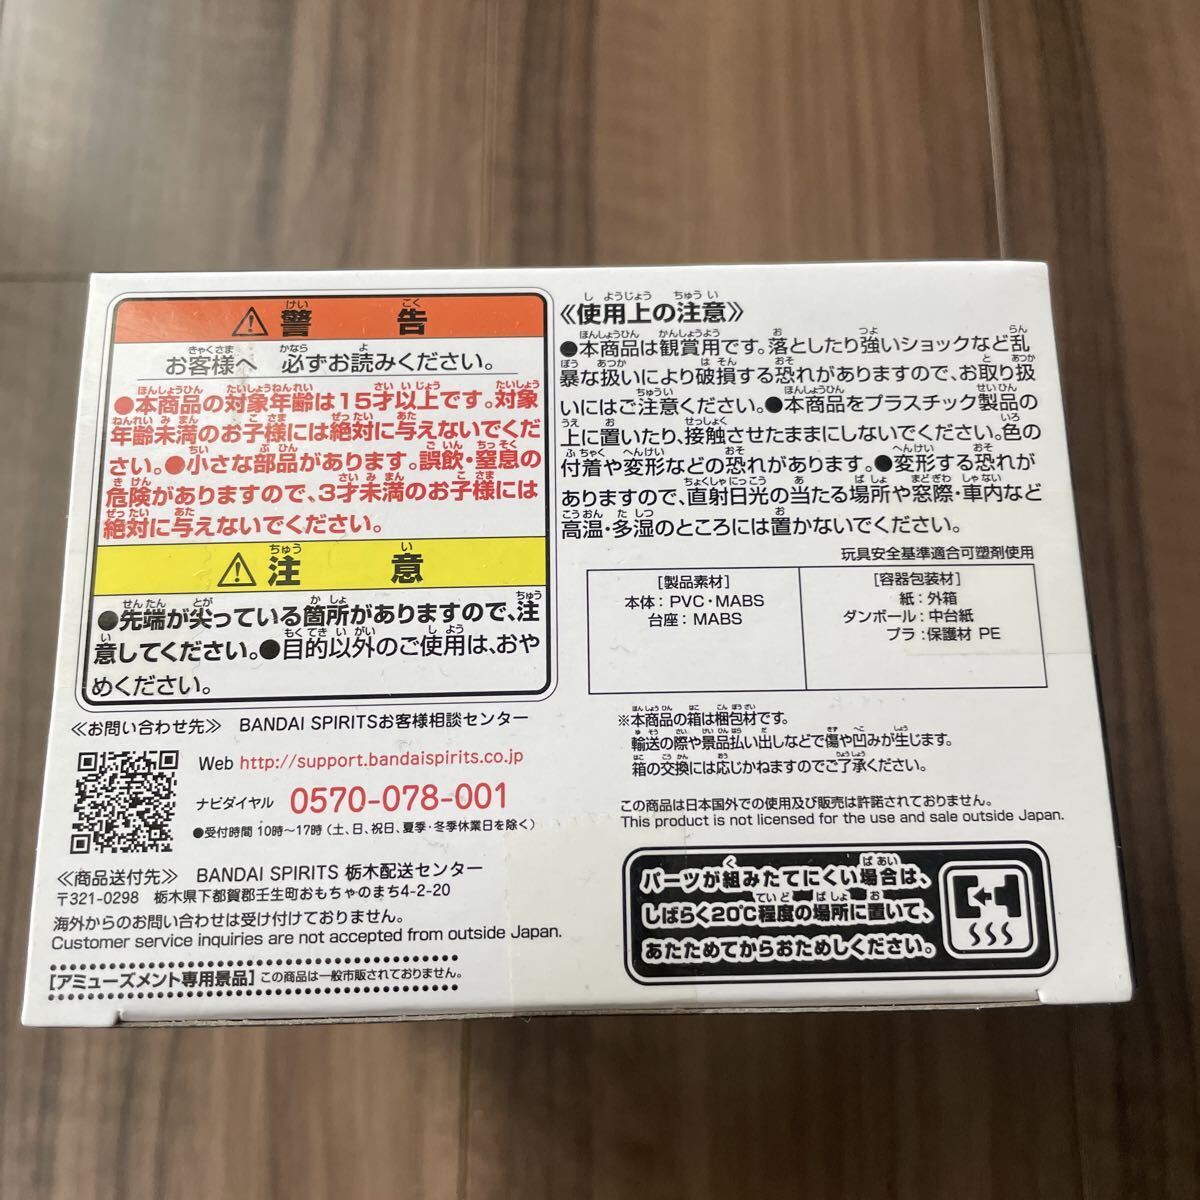 警告
お客様へ 必ずお読みください。
●本商品の対象年齢は15才以上です。対象
年齢未満のお子様には絶対に与えないでくだ
さい。●小さな部品があります。誤飲・窒息の
危険がありますので、3才未満のお子様には
絶対に与えないでください。
注意
●先端が尖っている箇所がありますので、注
意してください。●目的以外のご使用は、おや
めください。
≪お問い合わせ先≫ BANDAI SPIRITSお客様相談センター
Web http://support.bandaispirits.co.jp
ナビダイヤル 0570-078-001
●受付時間 10時～17時（土、日、祝日、夏季・冬季休業日を除く）
≪商品送付先≫ BANDAI SPIRITS 栃木配送センター
〒321-0298 栃木県下都賀郡壬生町おもちゃのまち4-2-20
海外からのお問い合わせは受け付けておりません。
Customer service inquiries are not accepted from outside Japan.
[アミューズメント専用景品] この商品は一般市販されておりません。
≪使用上の注意≫
●本商品は観賞用です。落としたり強いショックなど乱
暴な扱いにより破損する恐れがありますので、お取り扱
いにはご注意ください。●本商品をプラスチック製品の
上に置いたり、接触させたままにしないでください。色の
付着や変形などの恐れがあります。●変形する恐れが
ありますので、直射日光の当たる場所や窓際・車内など
高温・多湿のところには置かないでください。
玩具安全基準適合可塑剤使用
[製品素材]
本体：PVC・MABS
台座：MABS
[容器包装材]
紙：外箱
ダンボール：中台紙
プラ：保護材 PE
※本商品の箱は梱包材です。
輸送の際や景品払い出しなどで傷や凹みが生じます。
箱の交換には応じかねますのでご了承ください。
この商品は日本国外での使用及び販売は許諾されておりません。
This product is not licensed for the use and sale outside Japan.
パーツが組みたてにくい場合は、
しばらく20℃程度の場所に置いて、
あたためてからおためしください。